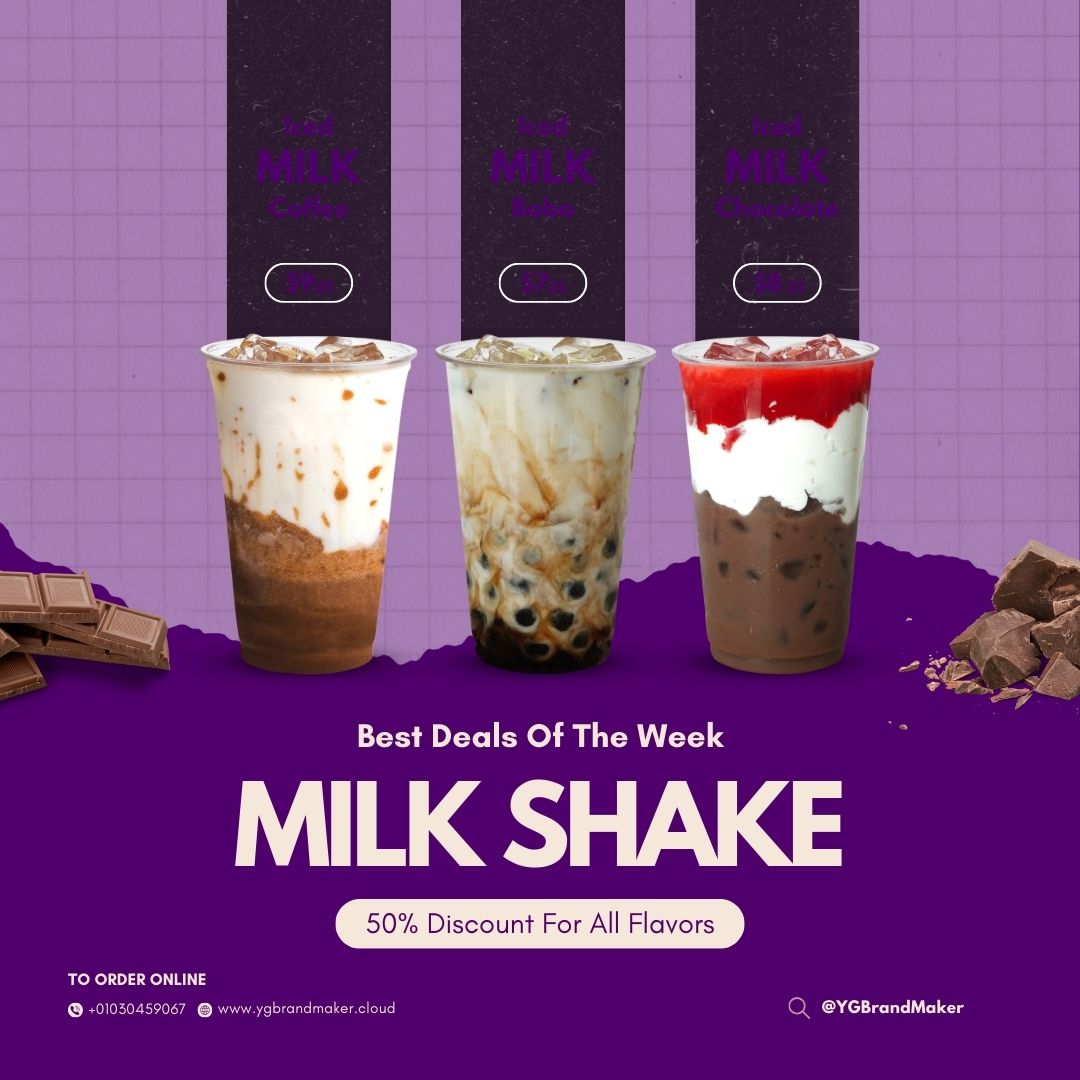 Iced
MILK
Coffee
Iced
MILK
Boba
Iced
MILK
Chocolate
Best Deals Of The Week
MILK SHAKE
50% Discount For All Flavors
TO ORDER ONLINE
+01030459067 www.ygbrandmaker.cloud
@YGBrandMaker